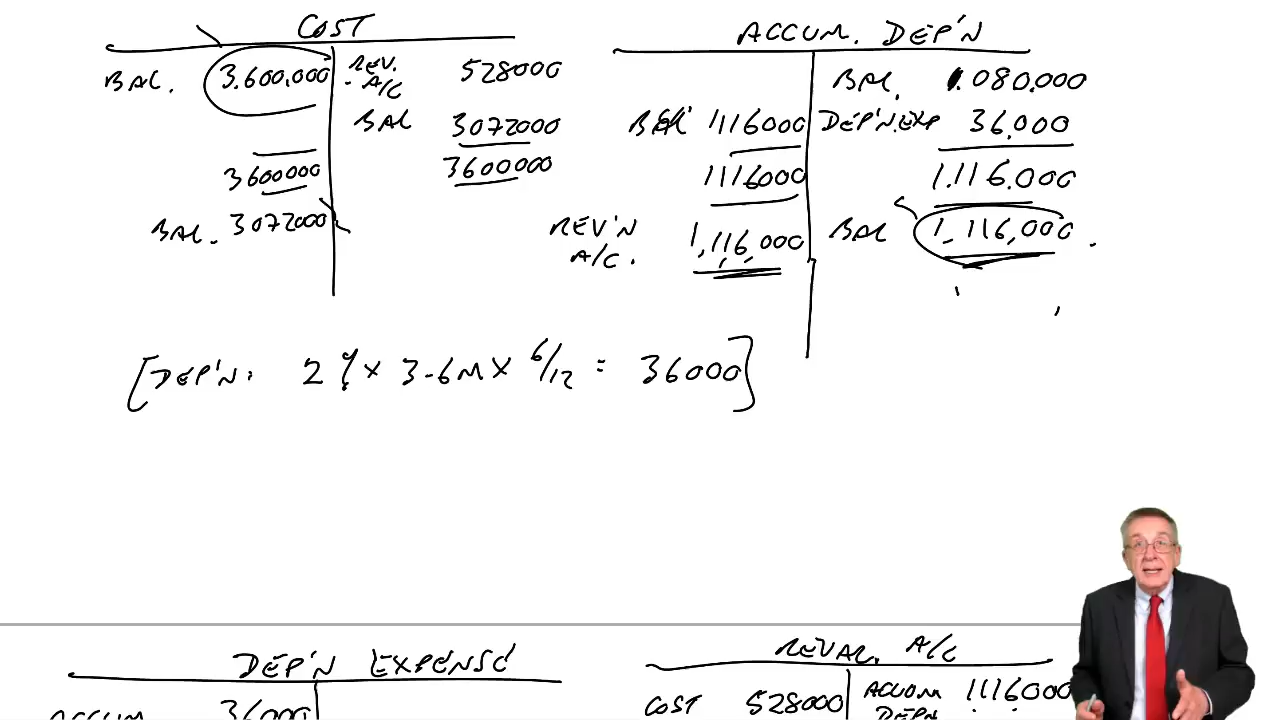 COST
BAL. 3.600,000 REV. A/C 528000
BAL 3072000
3600000 3600000
BAL. 3072000
ACCUM. DEP'N
BAL. 1.080.000
1116000 DEP'N.EXP 36,000
1116000 1.116.000
REV'N A/C. 1,116,000 BAL 1,116,000
[DEP'N: 2% x 3.6M x 6/12 = 36000]
DEP'N EXPENSE
ACCUM 36000
REVAL. A/C
COST 528000 ACCUM DEP'N 1116000